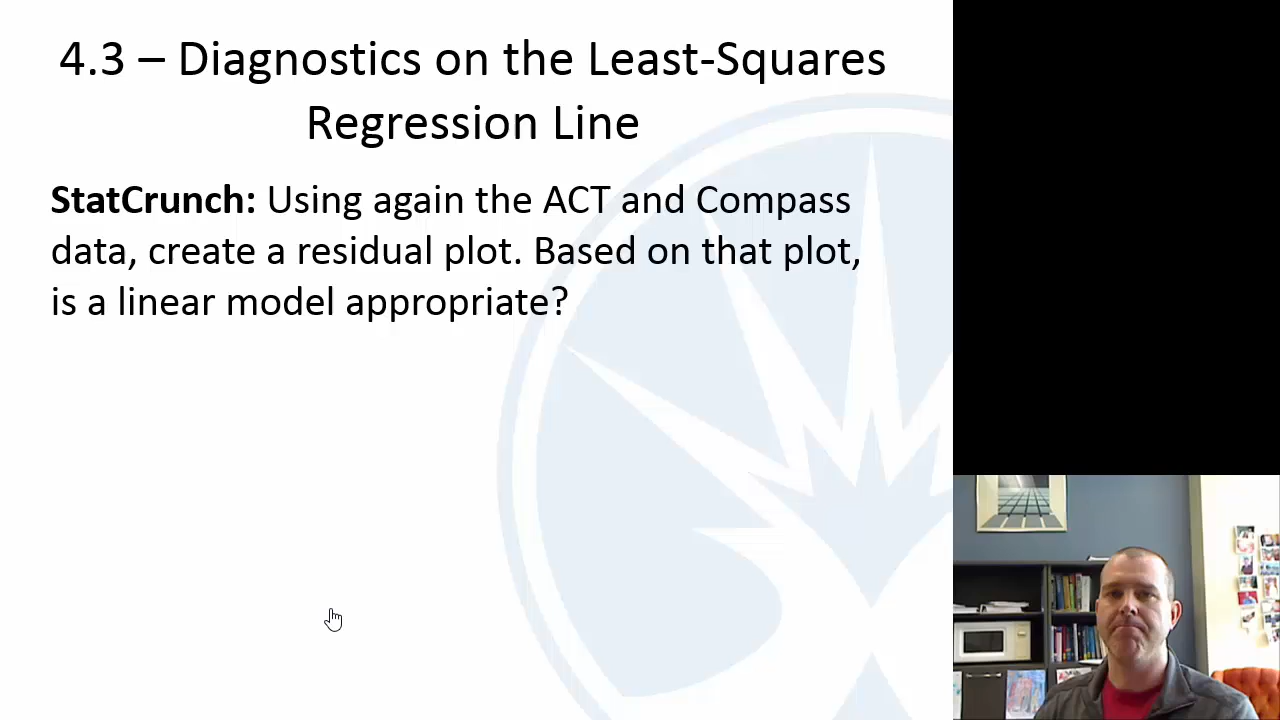 4.3 – Diagnostics on the Least-Squares
Regression Line
StatCrunch: Using again the ACT and Compass
data, create a residual plot. Based on that plot,
is a linear model appropriate?